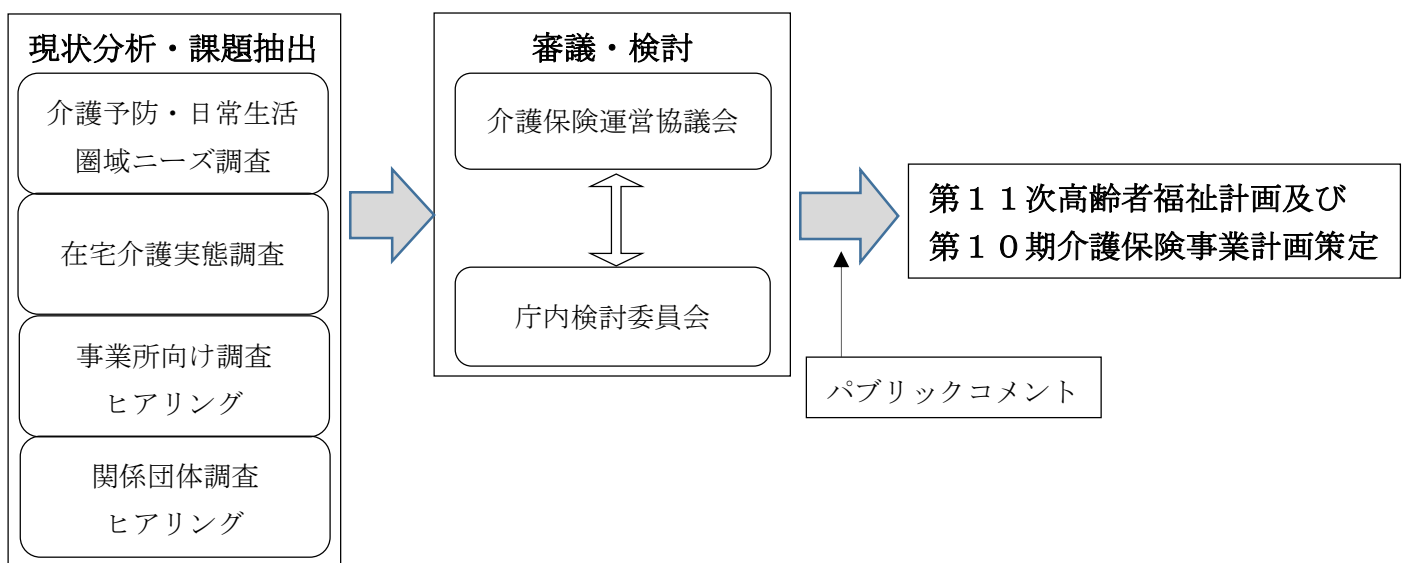 現状分析・課題抽出
介護予防・日常生活
圏域ニーズ調査
在宅介護実態調査
事業所向け調査
ヒアリング
関係団体調査
ヒアリング
審議・検討
介護保険運営協議会
庁内検討委員会
第11次高齢者福祉計画及び
第10期介護保険事業計画策定
パブリックコメント